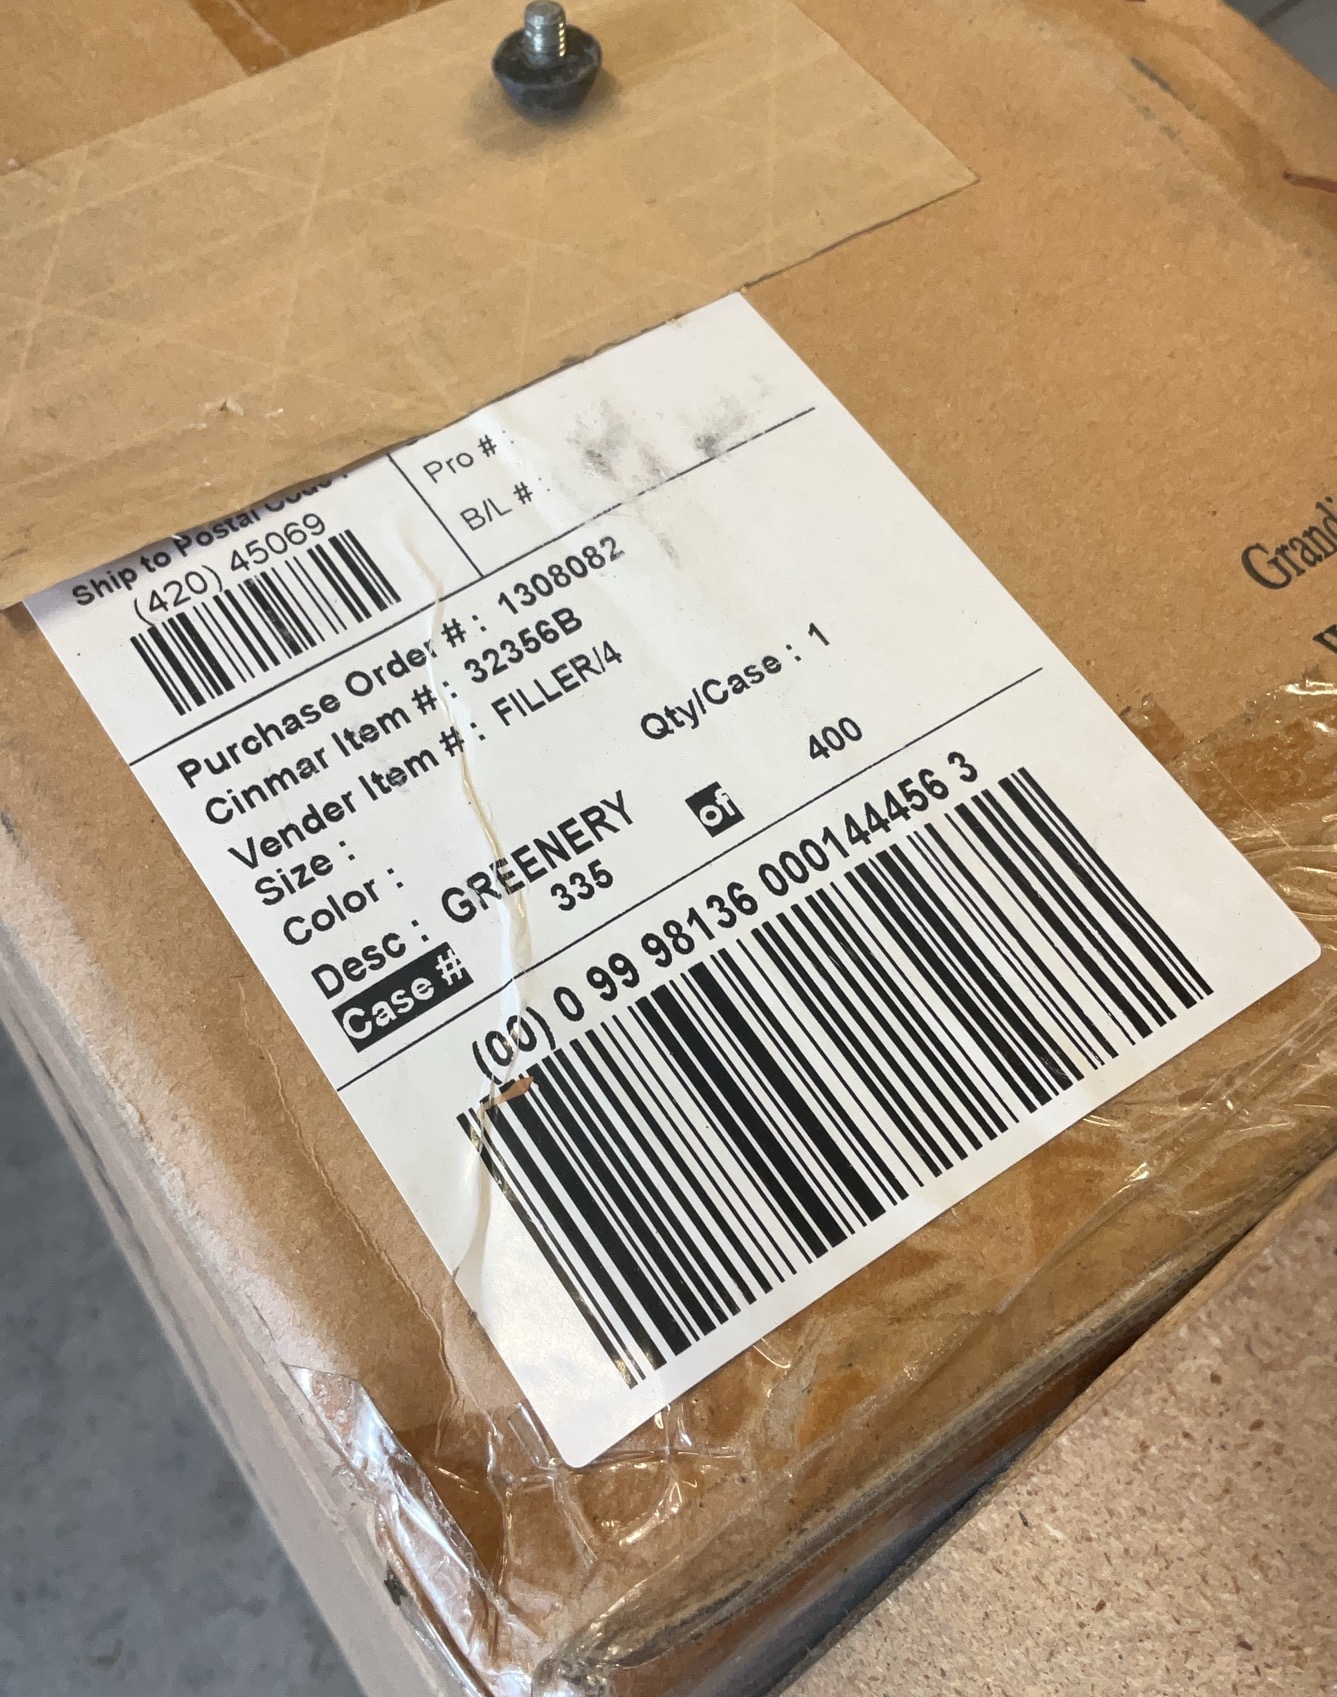 Pro # :
B/L # :
Ship to Postal Code :
(420) 45069
Purchase Order # : 1308082
Cinmar Item # : 32356B
Vender Item # : FILLER/4
Size :
Color :
Qty/Case : 1
Desc : GREENERY
Case # 335 of 400
(00) 0 99 98136 000144456 3